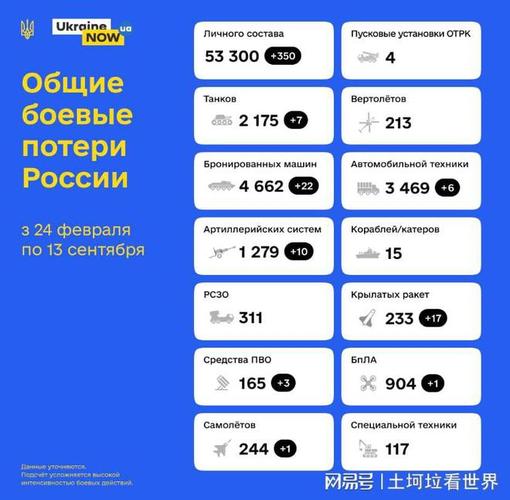 Ukraine
NOW ua
Общие
боевые
потери
России
з 24 февраля
по 13 сентября
Личного состава
53 300 +350
Пусковые установки ОТРК
4
Танков
2 175 +7
Вертолётов
213
Бронированных машин
4 662 +22
Автомобильной техники
3 469 +6
Артиллерийских систем
1 279 +10
Кораблей/катеров
15
РСЗО
311
Крылатых ракет
233 +17
Средства ПВО
165 +3
БпЛА
904 +1
Самолётов
244 +1
Специальной техники
117
Данные уточняются.
Подсчёт усложняется высокой
интенсивностью боевых действий.
网易号 | 土坷垃看世界